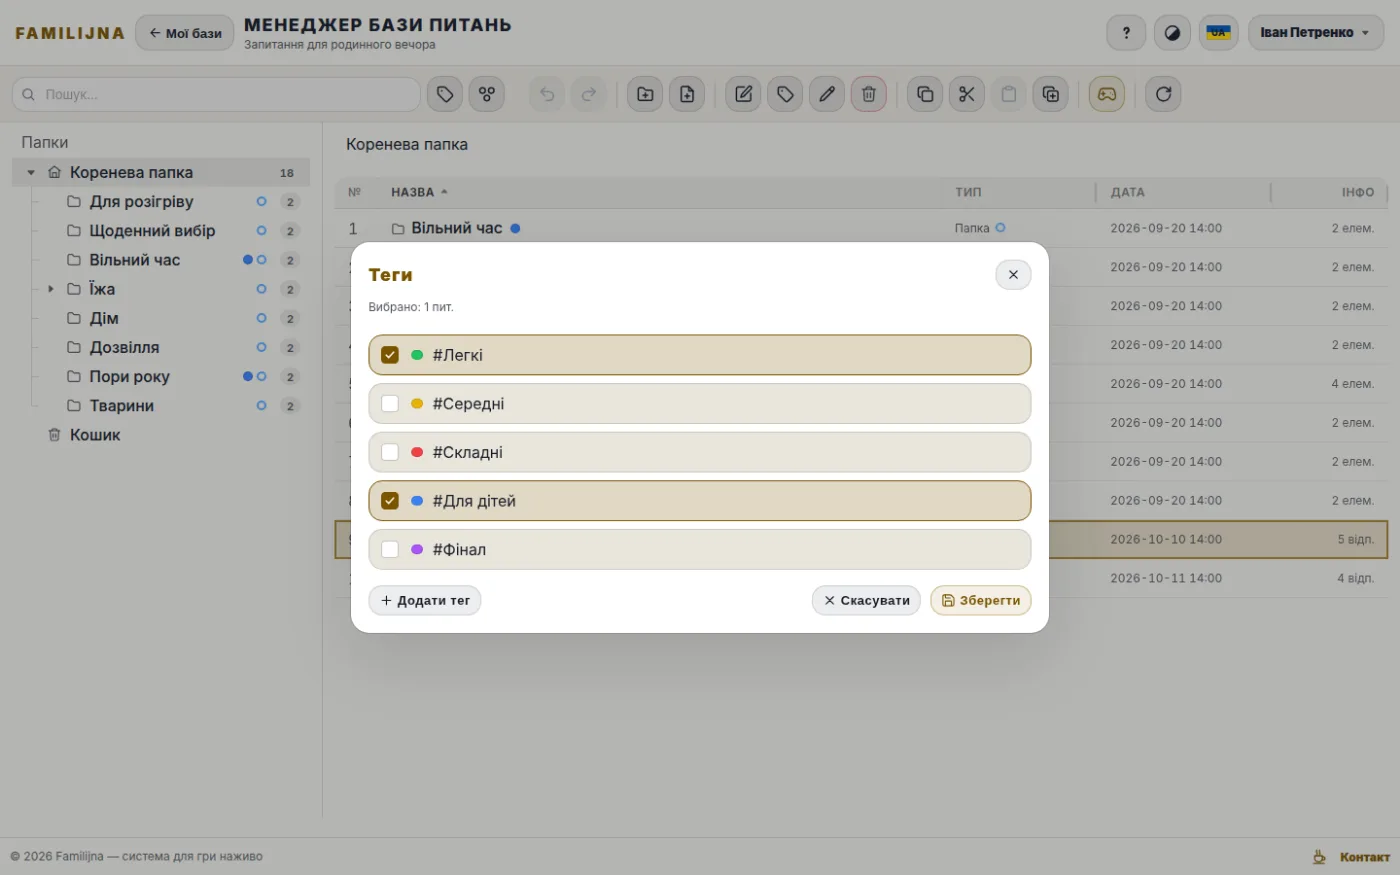 FAMILIJNA
← Мої бази
МЕНЕДЖЕР БАЗИ ПИТАНЬ
Запитання для родинного вечора
?
UA
Іван Петренко
Пошук...
Папки
Коренева папка 18
Для розігріву 2
Щоденний вибір 2
Вільний час 2
Їжа 2
Дім 2
Дозвілля 2
Пори року 2
Тварини 2
Кошик
Коренева папка
№ НАЗВА ТИП ДАТА ІНФО
1 Вільний час Папка 2026-09-20 14:00 2 елем.
2026-09-20 14:00 2 елем.
2026-09-20 14:00 2 елем.
2026-09-20 14:00 2 елем.
2026-09-20 14:00 4 елем.
2026-09-20 14:00 2 елем.
2026-09-20 14:00 2 елем.
2026-09-20 14:00 2 елем.
2026-10-10 14:00 5 відп.
2026-10-11 14:00 4 відп.
Теги
Вибрано: 1 пит.
#Легкі
#Середні
#Складні
#Для дітей
#Фінал
+ Додати тег
Скасувати
Зберегти
© 2026 Familijna — система для гри наживо
Контакт